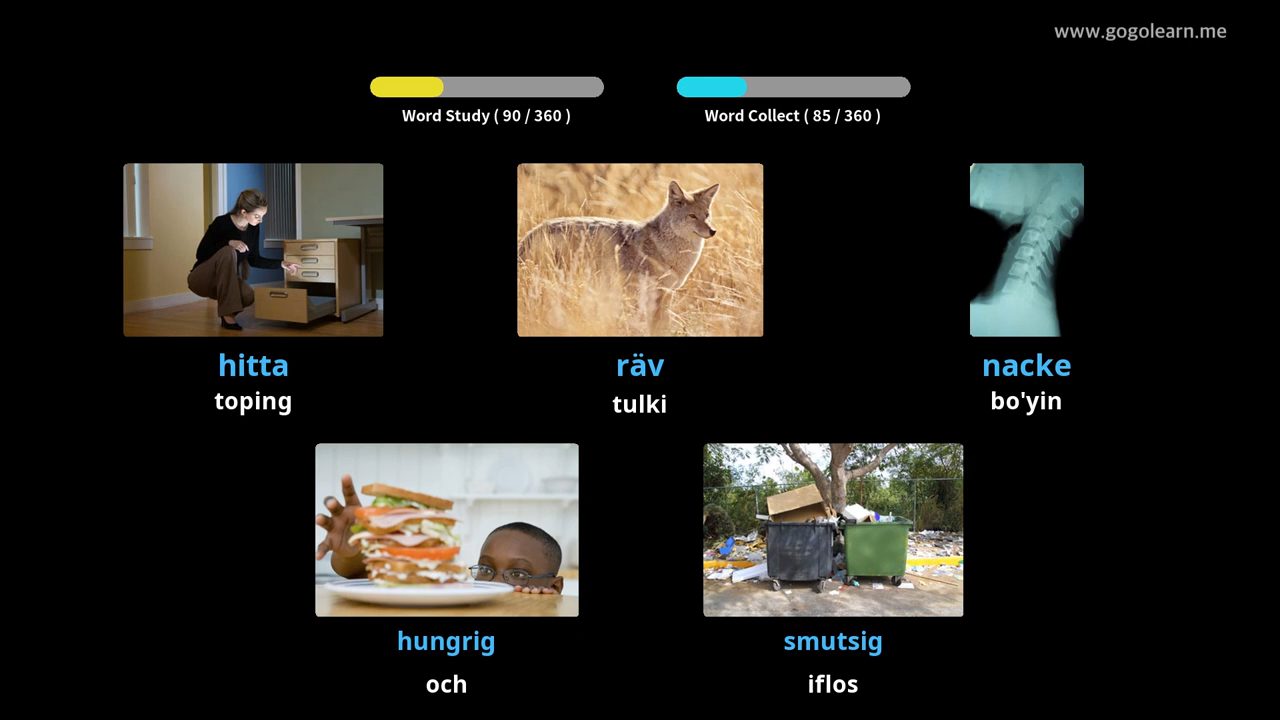 www.gogolearn.me
Word Study ( 90 / 360 )
Word Collect ( 85 / 360 )
hitta
toping
räv
tulki
nacke
bo'yin
hungrig
och
smutsig
iflos